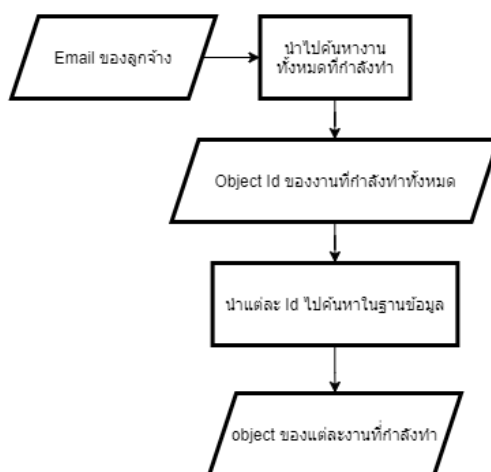 Email ของลูกจ้าง
นำไปค้นหางาน
ทั้งหมดที่กำลังทำ
Object Id ของงานที่กำลังทำทั้งหมด
นำแต่ละ Id ไปค้นหาในฐานข้อมูล
object ของแต่ละงานที่กำลังทำ